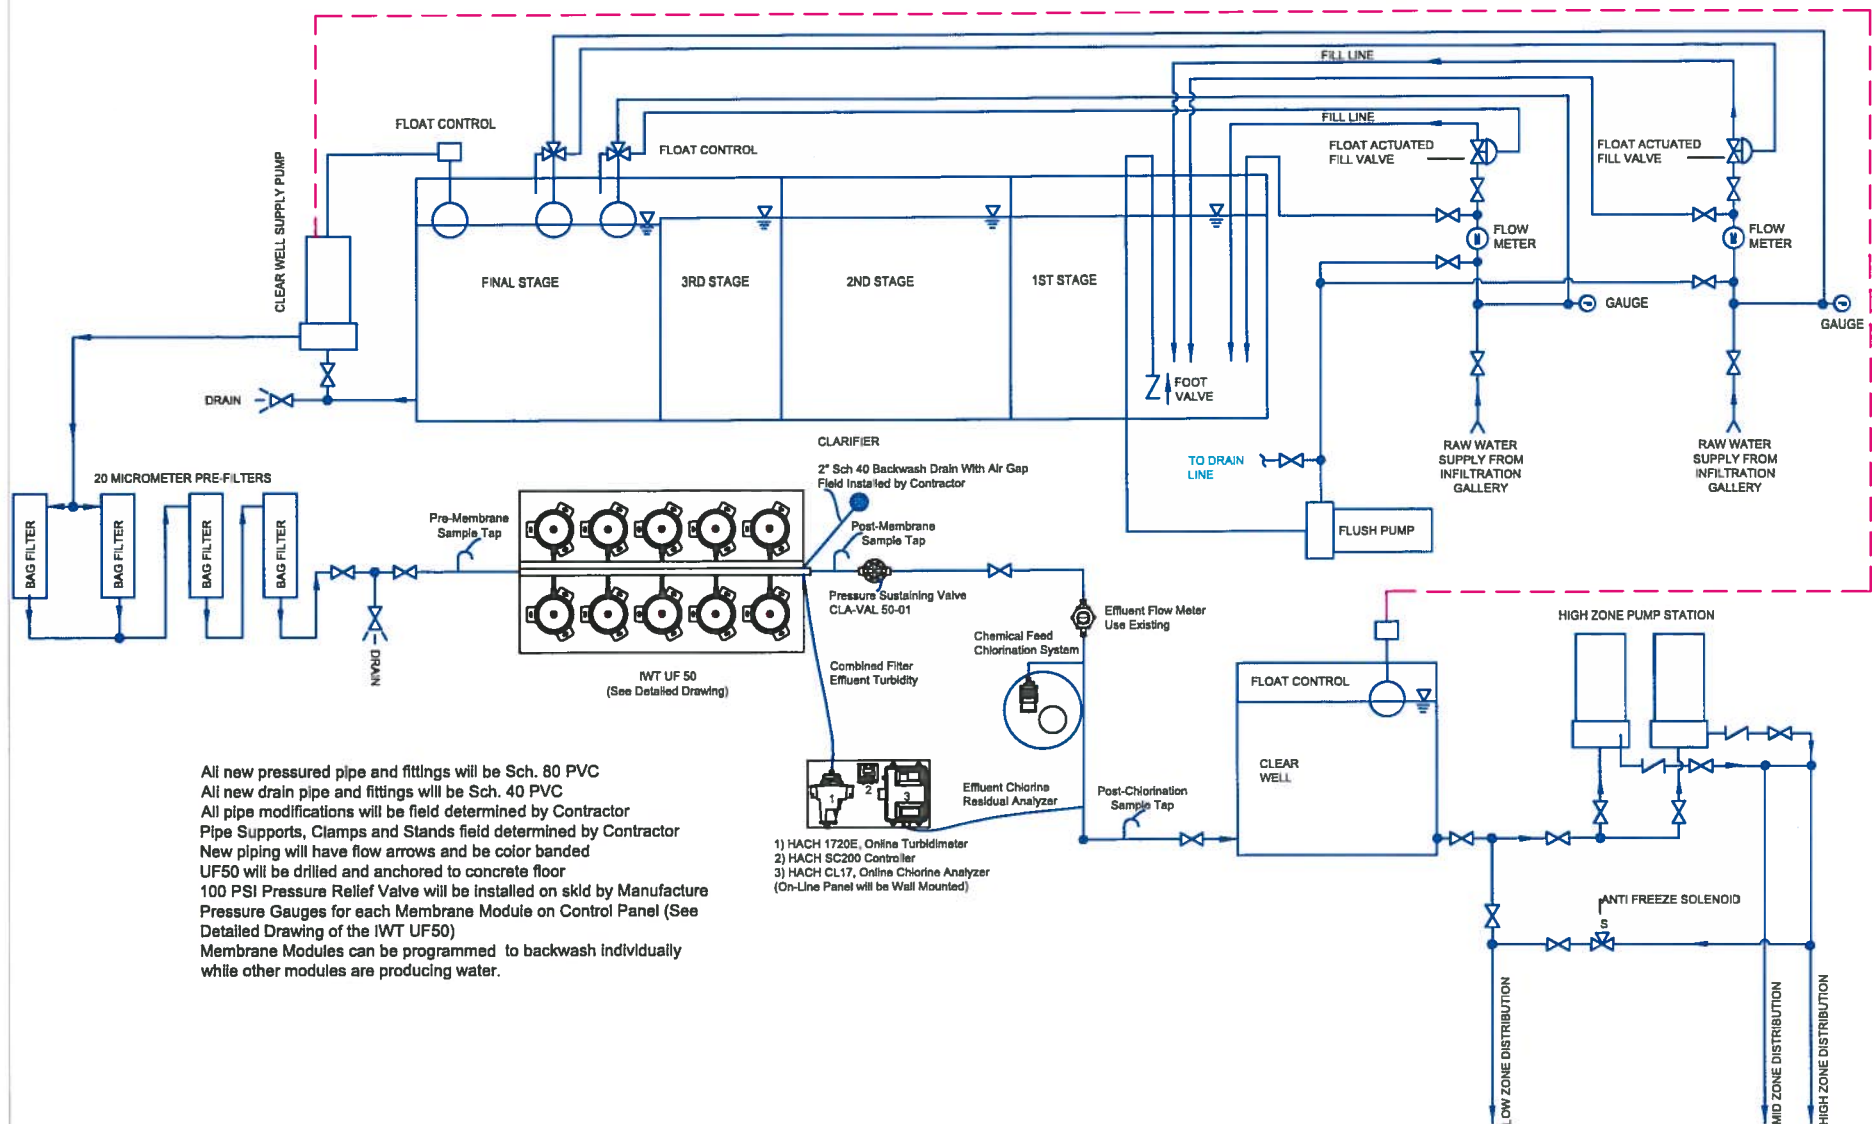 FILL LINE
FLOAT CONTROL
FLOAT CONTROL
FILL LINE
FLOAT ACTUATED
FILL VALVE
FLOAT ACTUATED
FILL VALVE
CLEAR WELL SUPPLY PUMP
FLOW
METER
FLOW
METER
FINAL STAGE
3RD STAGE
2ND STAGE
1ST STAGE
GAUGE
GAUGE
FOOT
VALVE
DRAIN
CLARIFIER
RAW WATER
SUPPLY FROM
INFILTRATION
GALLERY
RAW WATER
SUPPLY FROM
INFILTRATION
GALLERY
TO DRAIN
LINE
FLUSH PUMP
20 MICROMETER PRE-FILTERS
BAG FILTER
BAG FILTER
BAG FILTER
BAG FILTER
DRAIN
Pre-Membrane
Sample Tap
2" Sch 40 Backwash Drain With Air Gap
Field Installed by Contractor
Post-Membrane
Sample Tap
Pressure Sustaining Valve
CLA-VAL 50-01
IWT UF 50
(See Detailed Drawing)
Combined Filter
Effluent Turbidity
Chemical Feed
Chlorination System
Effluent Flow Meter
Use Existing
HIGH ZONE PUMP STATION
FLOAT CONTROL
CLEAR
WELL
1
2
3
Effluent Chlorine
Residual Analyzer
Post-Chlorination
Sample Tap
1) HACH 1720E, Online Turbidimeter
2) HACH SC200 Controller
3) HACH CL17, Online Chlorine Analyzer
(On-Line Panel will be Wall Mounted)
ANTI FREEZE SOLENOID
S
LOW ZONE DISTRIBUTION
MID ZONE DISTRIBUTION
HIGH ZONE DISTRIBUTION
All new pressured pipe and fittings will be Sch. 80 PVC
All new drain pipe and fittings will be Sch. 40 PVC
All pipe modifications will be field determined by Contractor
Pipe Supports, Clamps and Stands field determined by Contractor
New piping will have flow arrows and be color banded
UF50 will be drilled and anchored to concrete floor
100 PSI Pressure Relief Valve will be installed on skid by Manufacture
Pressure Gauges for each Membrane Module on Control Panel (See
Detailed Drawing of the IWT UF50)
Membrane Modules can be programmed to backwash individually
while other modules are producing water.